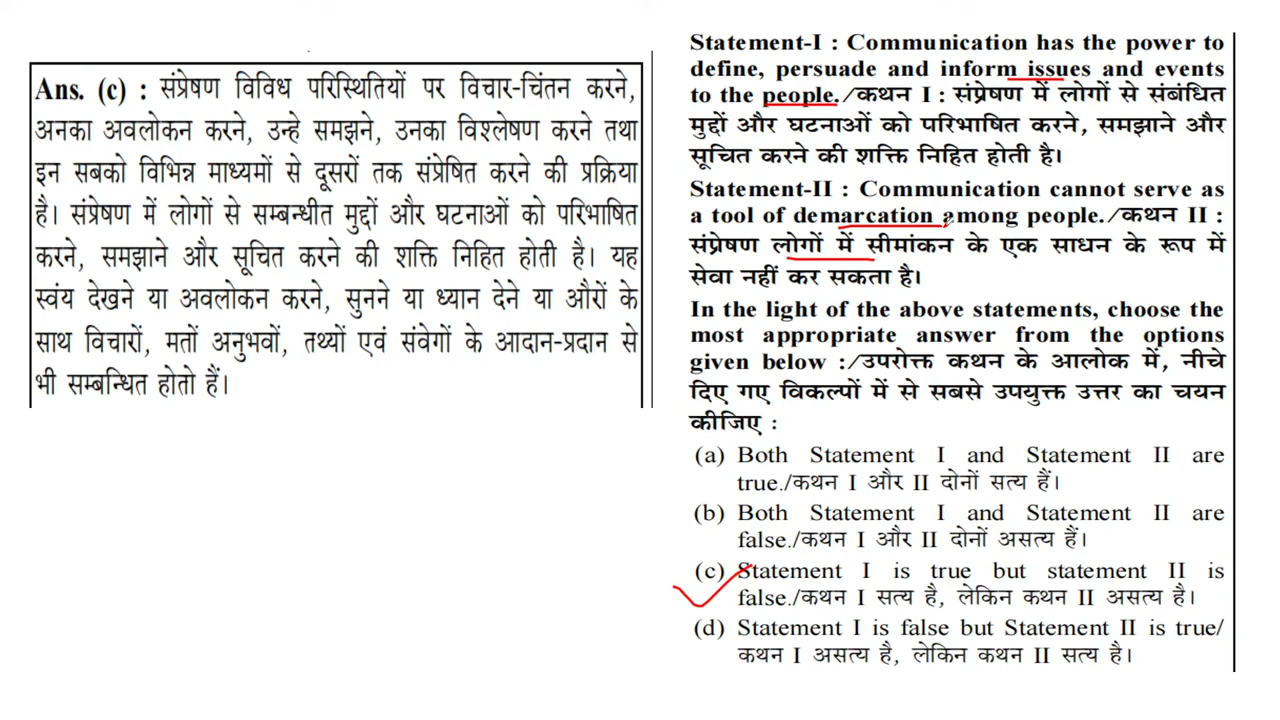 Ans. (c) : संप्रेषण विविध परिस्थितियों पर विचार-चिंतन करने,
अनका अवलोकन करने, उन्हे समझने, उनका विश्लेषण करने तथा
इन सबको विभिन्न माध्यमों से दूसरों तक संप्रेषित करने की प्रक्रिया
है। संप्रेषण में लोगों से सम्बन्धीत मुद्दों और घटनाओं को परिभाषित
करने, समझाने और सूचित करने की शक्ति निहित होती है। यह
स्वंय देखने या अवलोकन करने, सुनने या ध्यान देने या औरों के
साथ विचारों, मतों अनुभवों, तथ्यों एवं संवेगों के आदान-प्रदान से
भी सम्बन्धित होतो हैं।
Statement-I : Communication has the power to
define, persuade and inform issues and events
to the people./कथन I : संप्रेषण में लोगों से संबंधित
मुद्दों और घटनाओं को परिभाषित करने, समझाने और
सूचित करने की शक्ति निहित होती है।
Statement-II : Communication cannot serve as
a tool of demarcation among people./कथन II :
संप्रेषण लोगों में सीमांकन के एक साधन के रूप में
सेवा नहीं कर सकता है।
In the light of the above statements, choose the
most appropriate answer from the options
given below :/उपरोक्त कथन के आलोक में, नीचे
दिए गए विकल्पों में से सबसे उपयुक्त उत्तर का चयन
कीजिए :
(a) Both Statement I and Statement II are
true./कथन I और II दोनों सत्य हैं।
(b) Both Statement I and Statement II are
false./कथन I और II दोनों असत्य हैं।
(c) Statement I is true but statement II is
false./कथन I सत्य है, लेकिन कथन II असत्य है।
(d) Statement I is false but Statement II is true/
कथन I असत्य है, लेकिन कथन II सत्य है।